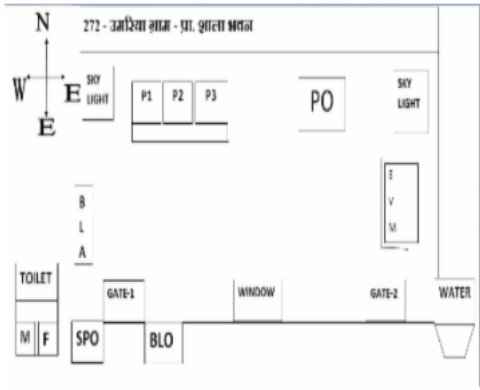 N
272 - उमरिया ग्राम - प्रा. शाला भवन
W E
E
SKY LIGHT
P1 P2 P3
PO
SKY LIGHT
E
V
M
B
L
A
TOILET
GATE-1
WINDOW
GATE-2
WATER
M F
SPO
BLO